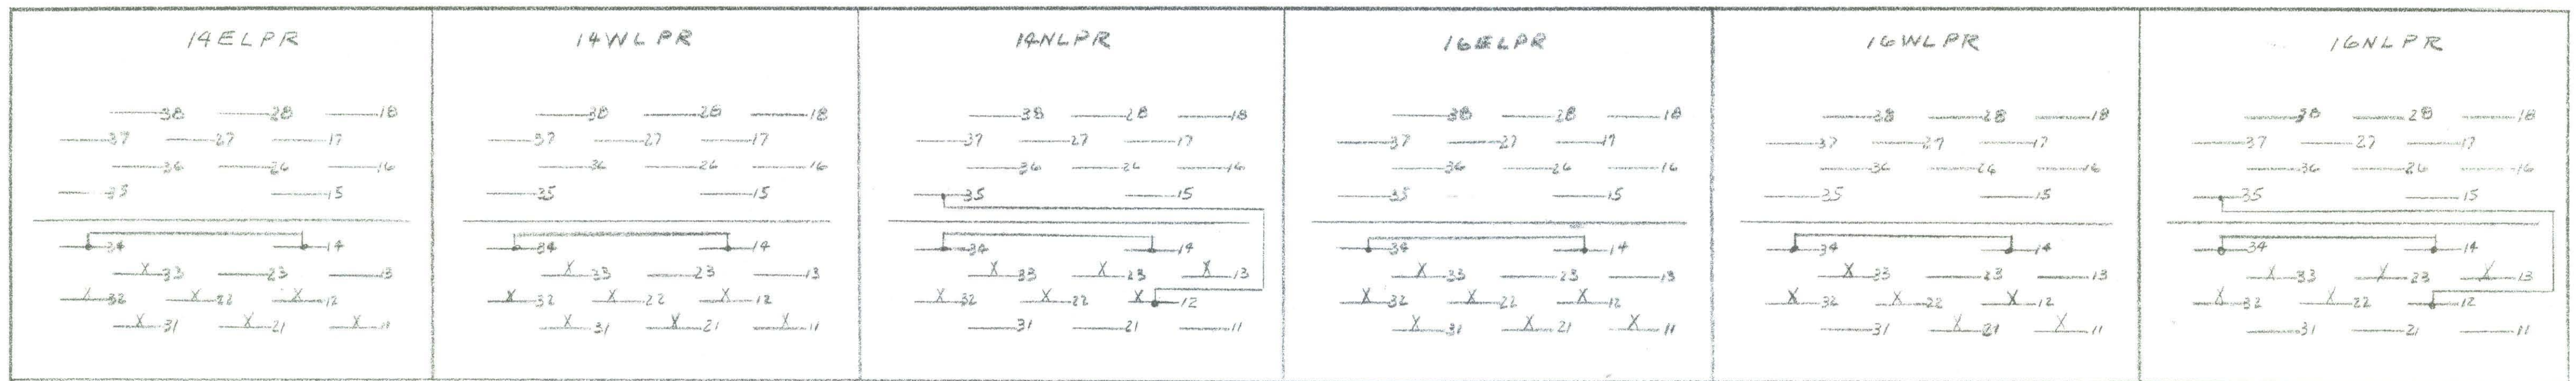 14ELPR
38 28 18
37 27 17
36 26 16
35 15
34 14
X 33 23 13
X 32 X 22 X 12
X 31 X 21 X 11
14WLPR
38 28 18
37 27 17
36 26 16
35 15
34 14
X 33 23 13
X 32 X 22 X 12
X 31 X 21 X 11
14NLPR
38 28 18
37 27 17
36 26 16
35 15
34 14
X 33 X 23 X 13
X 32 X 22 X 12
31 21 11
16ELPR
38 28 18
37 27 17
36 26 16
35 15
34 14
X 33 23 13
X 32 X 22 X 12
X 31 X 21 X 11
16WLPR
38 28 18
37 27 17
36 26 16
35 15
34 14
X 33 23 13
X 32 X 22 X 12
31 X 21 X 11
16NLPR
38 28 18
37 27 17
36 26 16
35 15
34 14
X 33 X 23 X 13
X 32 X 22 12
31 21 11